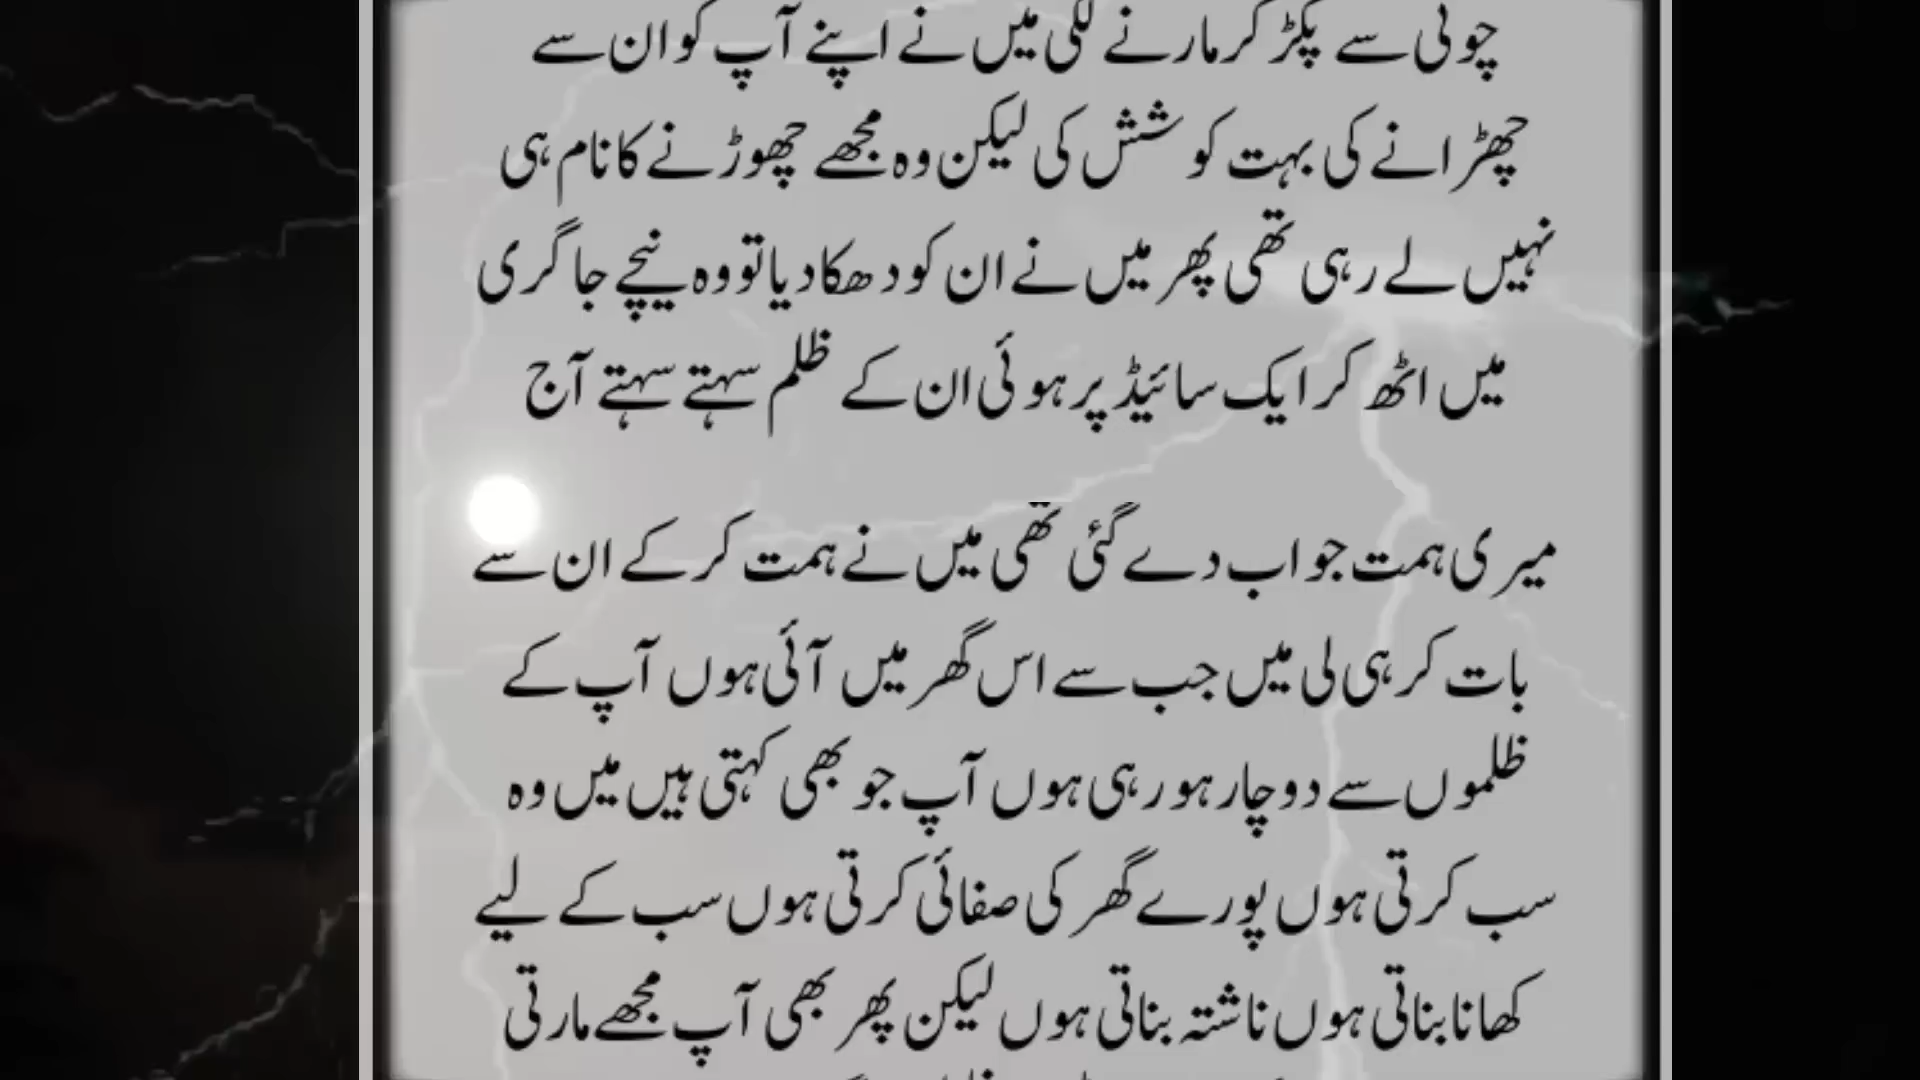 چوٹی سے پکڑ کر مارنے لگی میں نے اپنے آپ کو ان سے
چھڑانے کی بہت کوشش کی لیکن وہ مجھے چھوڑنے کا نام ہی
نہیں لے رہی تھی پھر میں نے ان کو دھکا دیا تو وہ نیچے جا گری
میں اٹھ کر ایک سائیڈ پر ہوئی ان کے ظلم سہتے سہتے آج
میری ہمت جواب دے گئی تھی میں نے ہمت کر کے ان سے
بات کر ہی لی میں جب سے اس گھر میں آئی ہوں آپ کے
ظلموں سے دوچار ہو رہی ہوں آپ جو بھی کہتی ہیں میں وہ
سب کرتی ہوں پورے گھر کی صفائی کرتی ہوں سب کے لیے
کھانا بناتی ہوں ناشتہ بناتی ہوں لیکن پھر بھی آپ مجھے مارتی